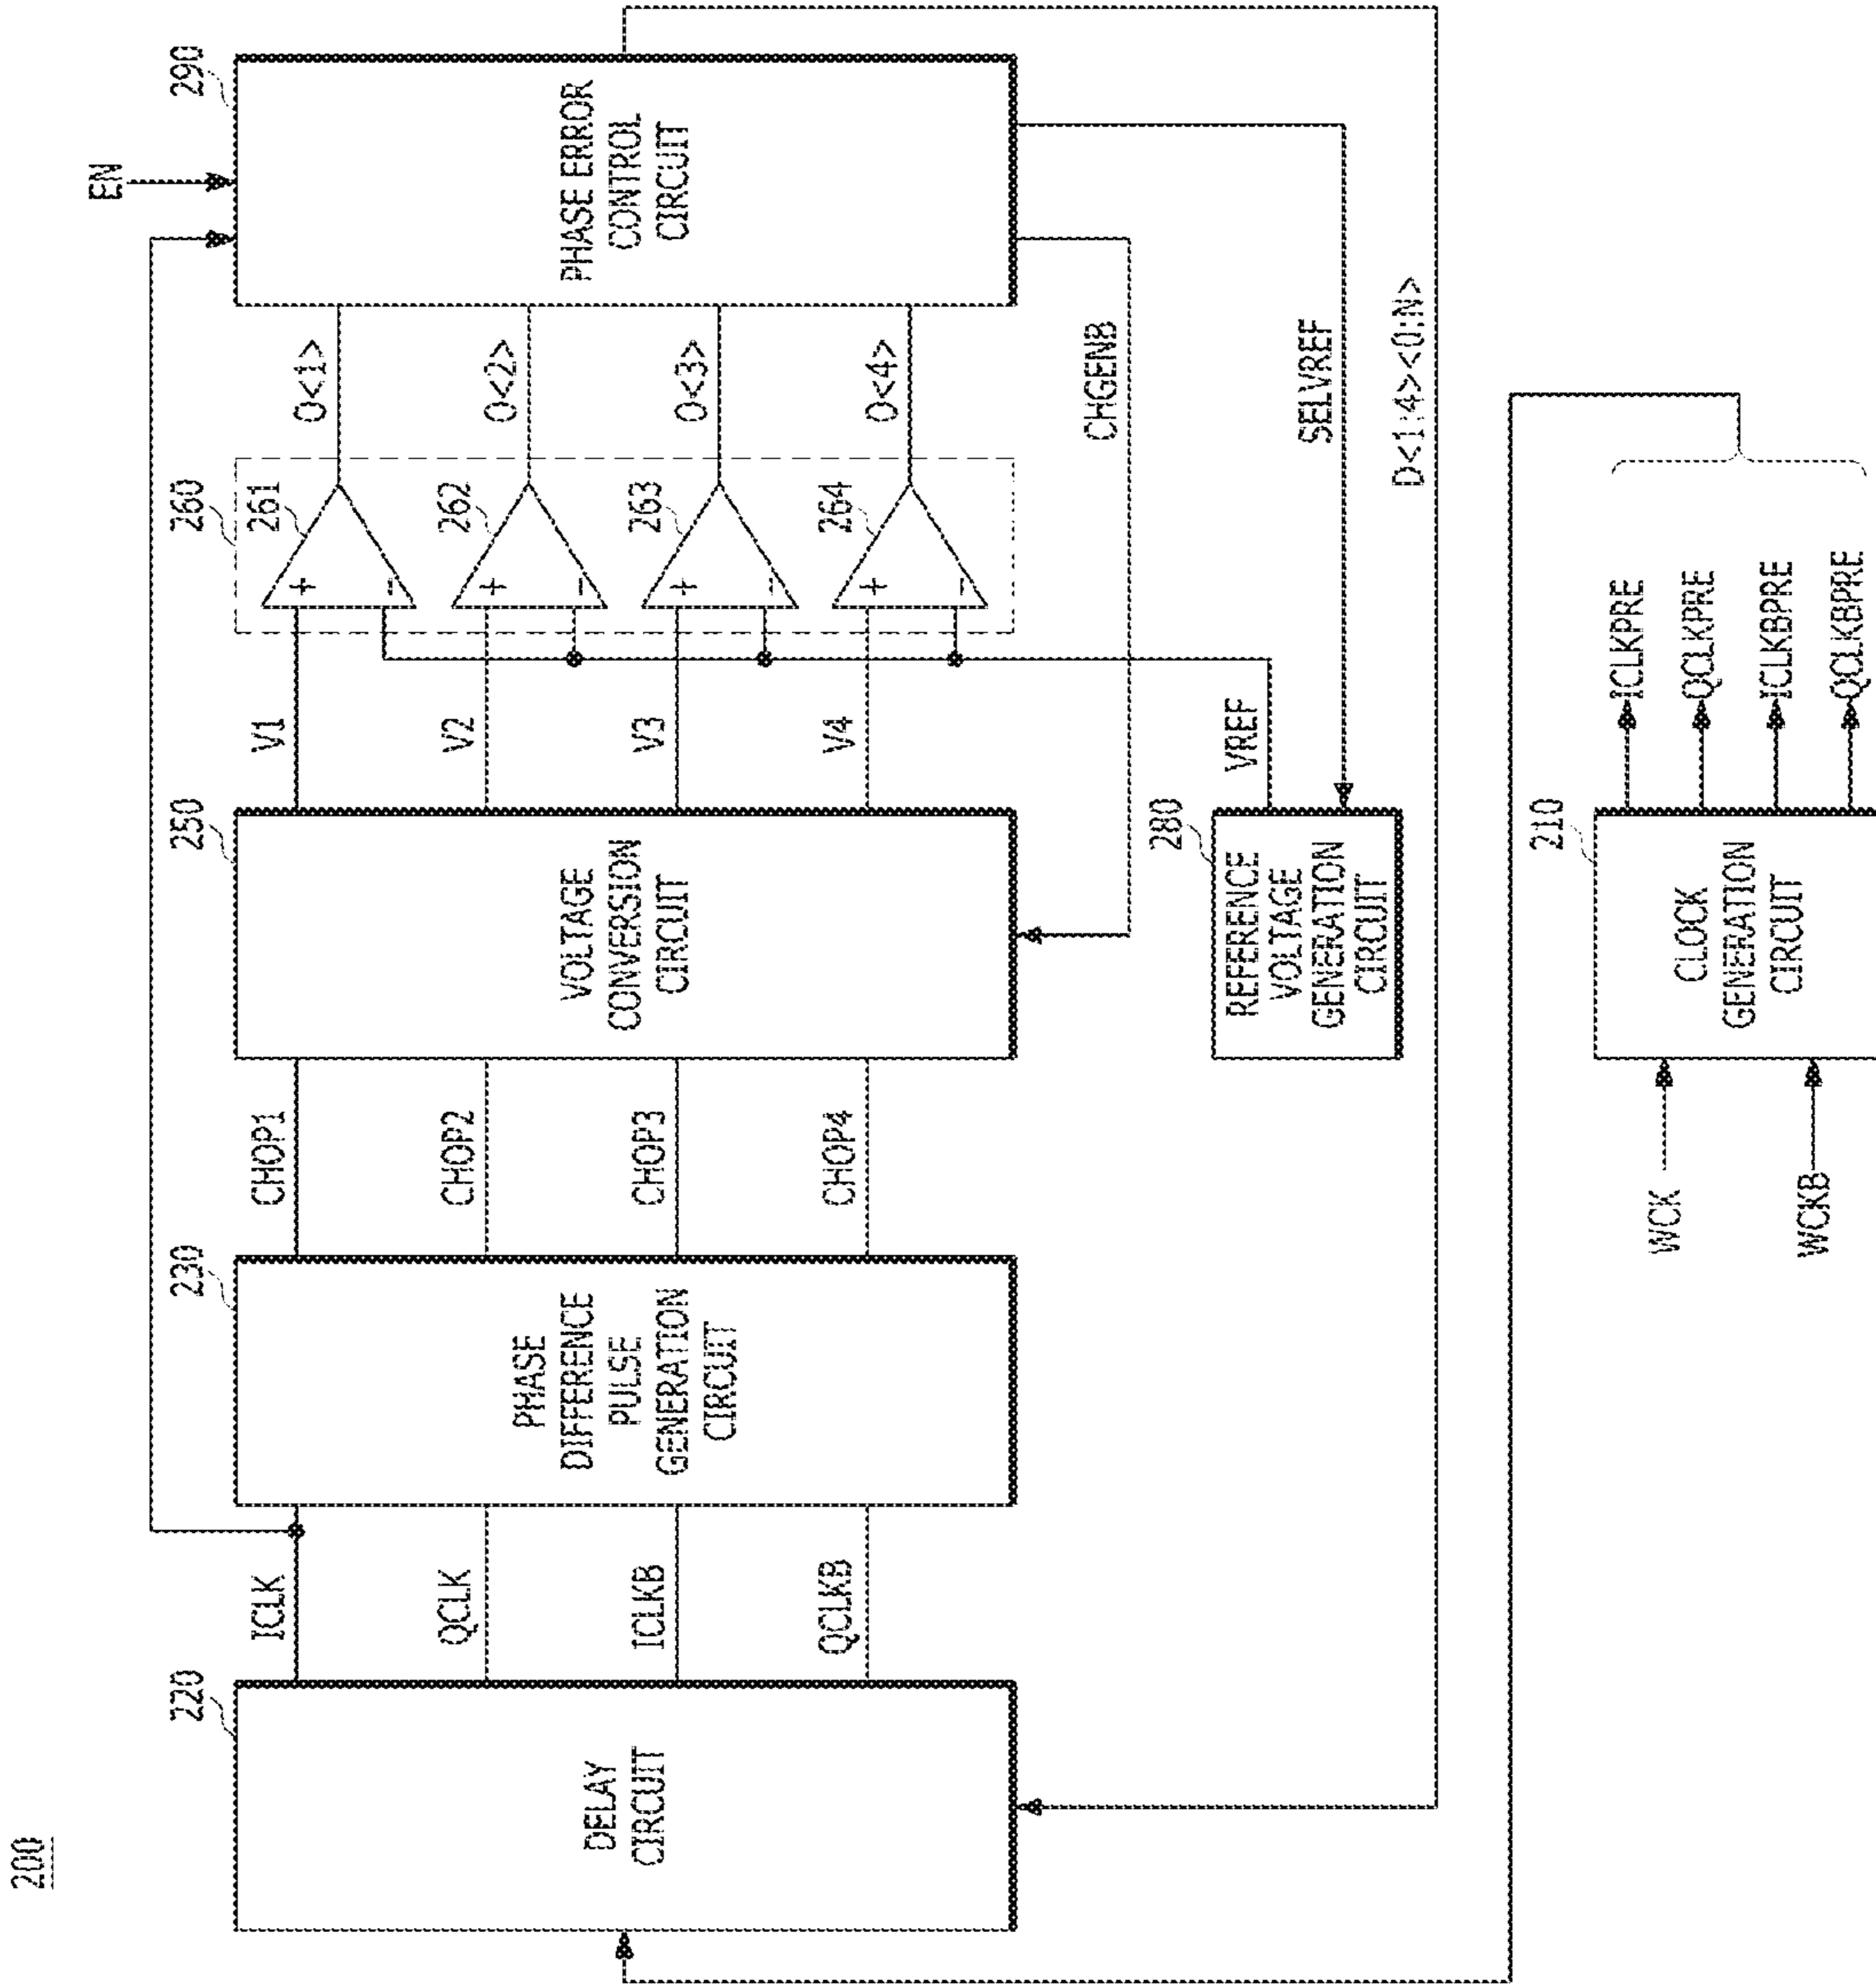 200
220
DELAY
CIRCUIT
ICLK
QCLK
ICLKB
QCLKB
230
PHASE
DIFFERENCE
PULSE
GENERATION
CIRCUIT
CHOP1
CHOP2
CHOP3
CHOP4
250
VOLTAGE
CONVERSION
CIRCUIT
V1
V2
V3
V4
260
261
+
-
262
+
-
263
+
-
264
+
-
O<1>
O<2>
O<3>
O<4>
EN
290
PHASE ERROR
CONTROL
CIRCUIT
CHGENB
280
REFERENCE
VOLTAGE
GENERATION
CIRCUIT
VREF
SELVREF
D<1:4><0:N>
WCK
WCKB
210
CLOCK
GENERATION
CIRCUIT
ICLKPRE
QCLKPRE
ICLKBPRE
QCLKBPRE